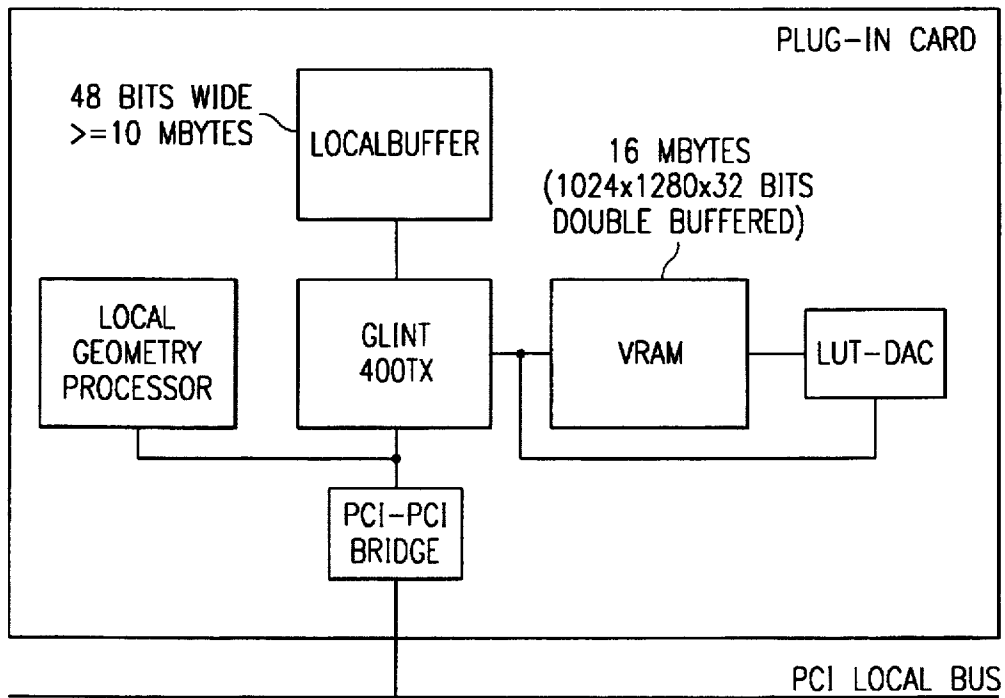 PLUG-IN CARD
48 BITS WIDE
>=10 MBYTES
LOCALBUFFER
16 MBYTES
(1024x1280x32 BITS
DOUBLE BUFFERED)
LOCAL
GEOMETRY
PROCESSOR
GLINT
400TX
VRAM
LUT-DAC
PCI-PCI
BRIDGE
PCI LOCAL BUS